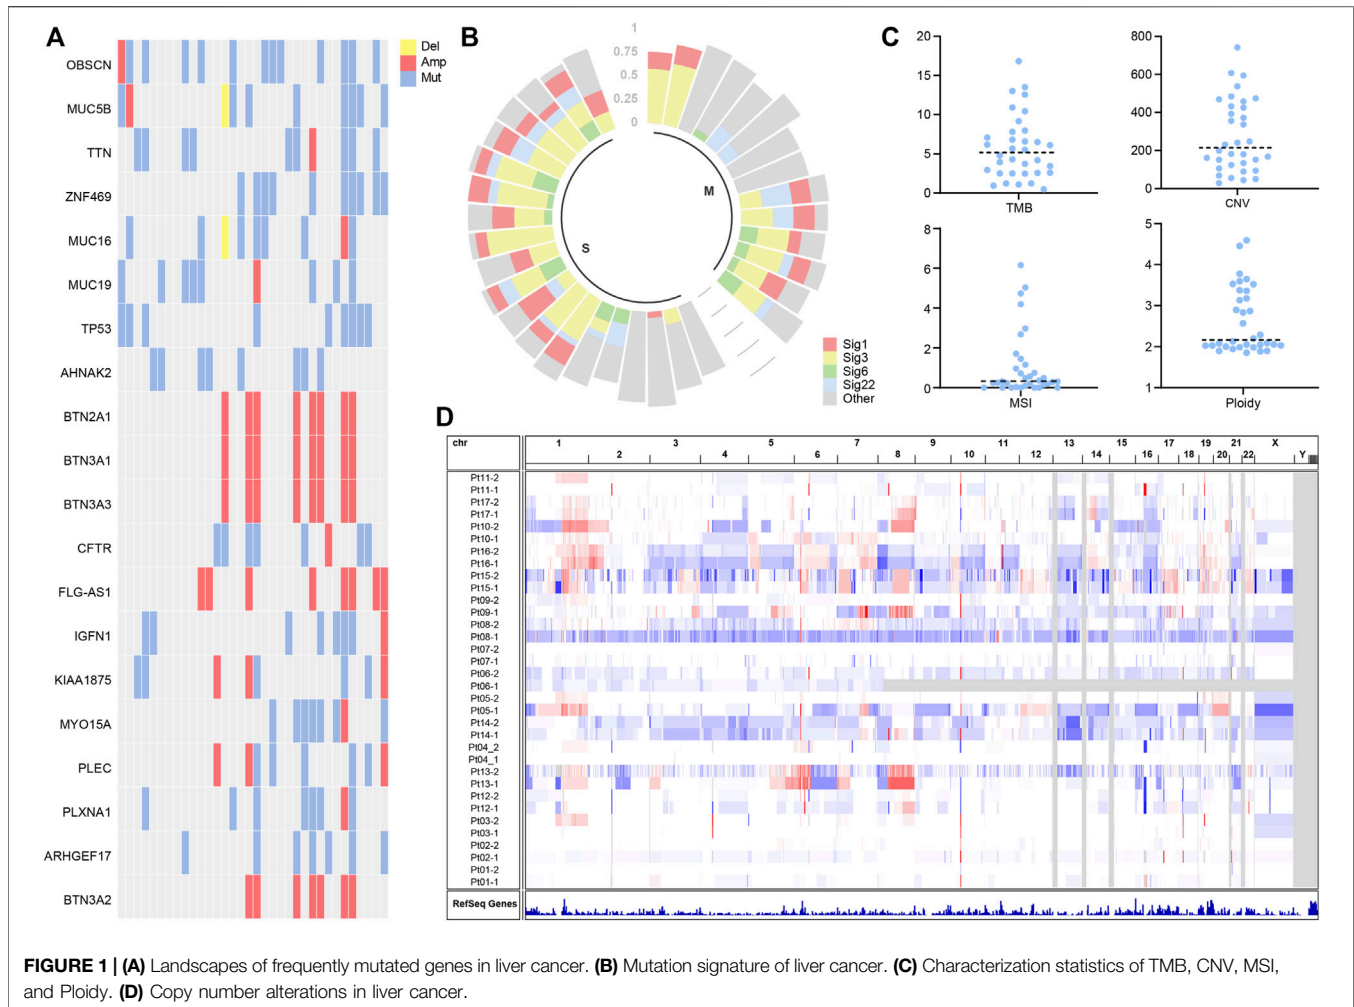 A
OBSCN
MUC5B
TTN
ZNF469
MUC16
MUC19
TP53
AHNAK2
BTN2A1
BTN3A1
BTN3A3
CFTR
FLG-AS1
IGFN1
KIAA1875
MYO15A
PLEC
PLXNA1
ARHGEF17
BTN3A2
Del
Amp
Mut
B
1
0.75
0.5
0.25
0
M
S
Sig1
Sig3
Sig6
Sig22
Other
C
20
15
10
5
0
TMB
800
600
400
200
0
CNV
8
6
4
2
0
MSI
5
4
3
2
1
Ploidy
D
chr
1 3 5 7 9 11 13 15 17 19 21 X
2 4 6 8 10 12 14 16 18 20 22 Y
Pt11-2
Pt11-1
Pt17-2
Pt17-1
Pt10-2
Pt10-1
Pt16-2
Pt16-1
Pt15-2
Pt15-1
Pt09-2
Pt09-1
Pt08-2
Pt08-1
Pt07-2
Pt07-1
Pt06-2
Pt06-1
Pt05-2
Pt05-1
Pt14-2
Pt14-1
Pt04_2
Pt04_1
Pt13-2
Pt13-1
Pt12-2
Pt12-1
Pt03-2
Pt03-1
Pt02-2
Pt02-1
Pt01-2
Pt01-1
RefSeq Genes
FIGURE 1 | (A) Landscapes of frequently mutated genes in liver cancer. (B) Mutation signature of liver cancer. (C) Characterization statistics of TMB, CNV, MSI,
and Ploidy. (D) Copy number alterations in liver cancer.